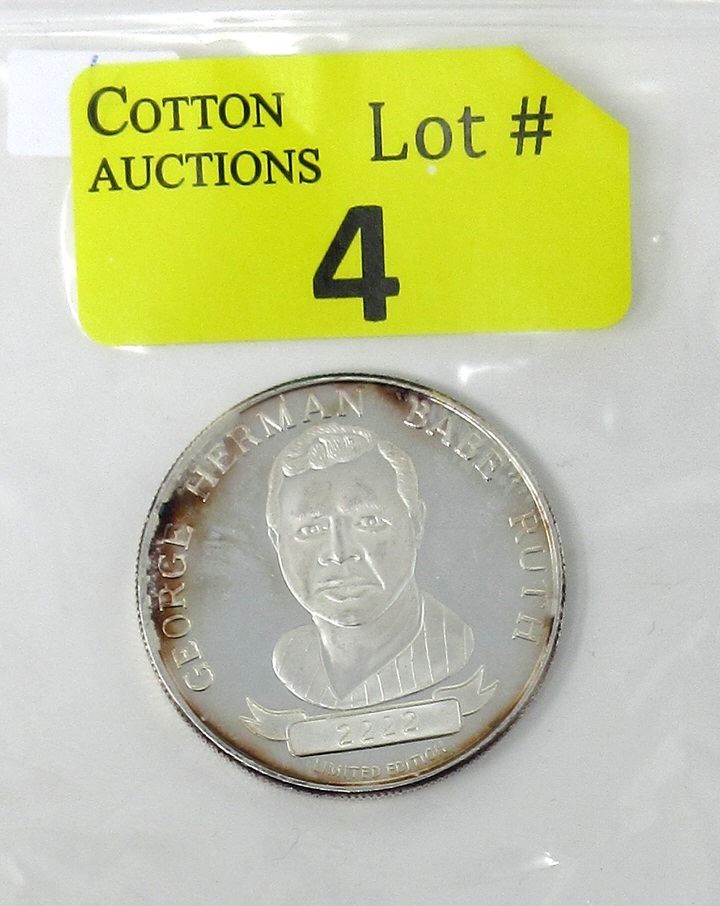 COTTON
AUCTIONS
Lot #
4
GEORGE HERMAN "BABE" RUTH
2222
LIMITED EDITION